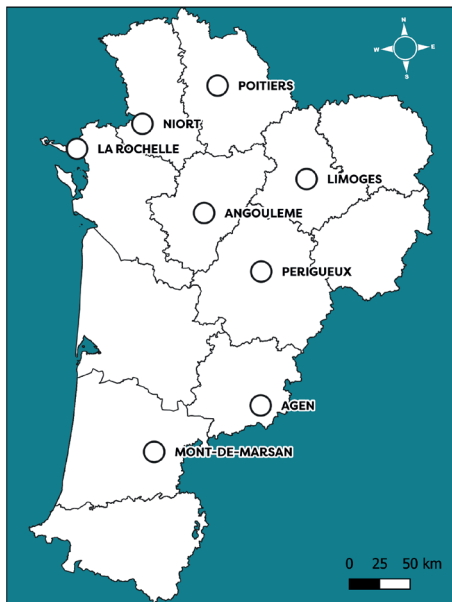 N
W E
S
POITIERS
NIORT
LA ROCHELLE
LIMOGES
ANGOULEME
PERIGUEUX
AGEN
MONT-DE-MARSAN
0 25 50 km